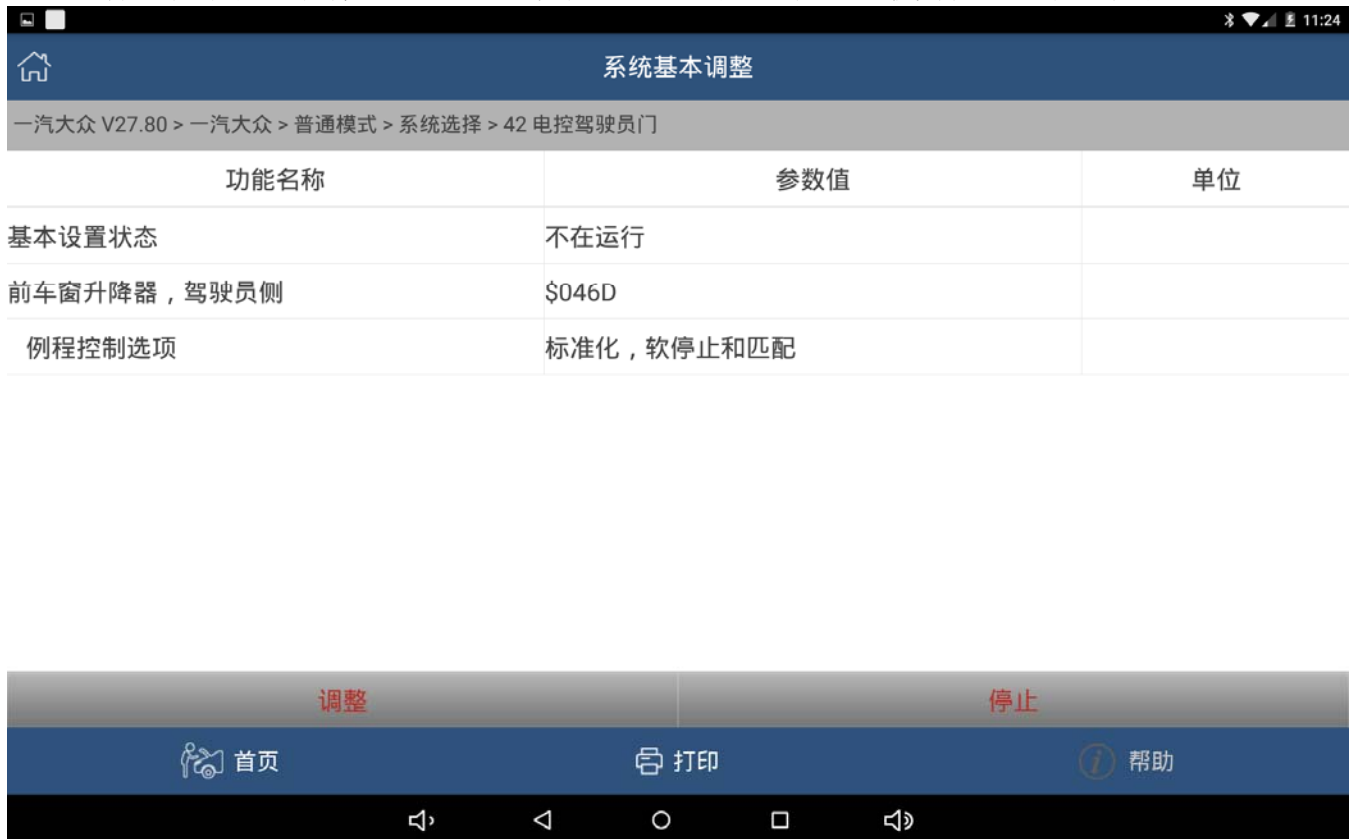 11:24
系统基本调整
一汽大众 V27.80 > 一汽大众 > 普通模式 > 系统选择 > 42 电控驾驶员门
功能名称 参数值 单位
基本设置状态 不在运行
前车窗升降器，驾驶员侧 $046D
例程控制选项 标准化，软停止和匹配
调整 停止
首页 打印 帮助